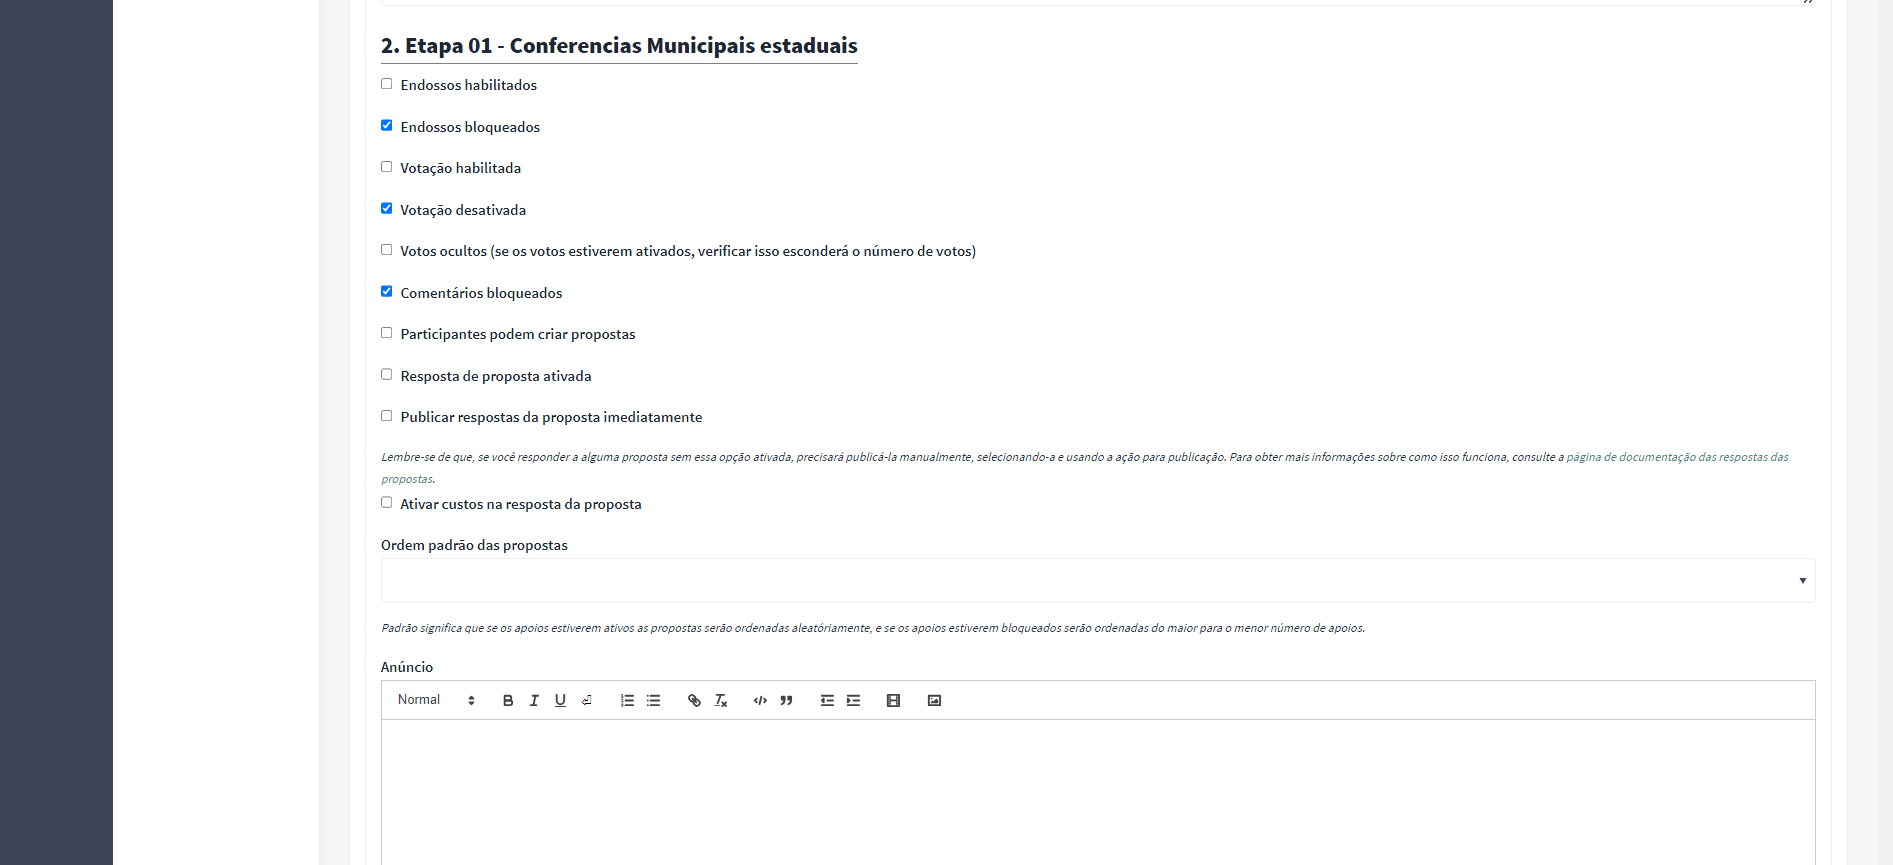 2. Etapa 01 - Conferencias Municipais estaduais
Endossos habilitados
Endossos bloqueados
Votação habilitada
Votação desativada
Votos ocultos (se os votos estiverem ativados, verificar isso esconderá o número de votos)
Comentários bloqueados
Participantes podem criar propostas
Resposta de proposta ativada
Publicar respostas da proposta imediatamente
Lembre-se de que, se você responder a alguma proposta sem essa opção ativada, precisará publicá-la manualmente, selecionando-a e usando a ação para publicação. Para obter mais informações sobre como isso funciona, consulte a página de documentação das respostas das
propostas.
Ativar custos na resposta da proposta
Ordem padrão das propostas
Padrão significa que se os apoios estiverem ativos as propostas serão ordenadas aleatóriamente, e se os apoios estiverem bloqueados serão ordenadas do maior para o menor número de apoios.
Anúncio
Normal